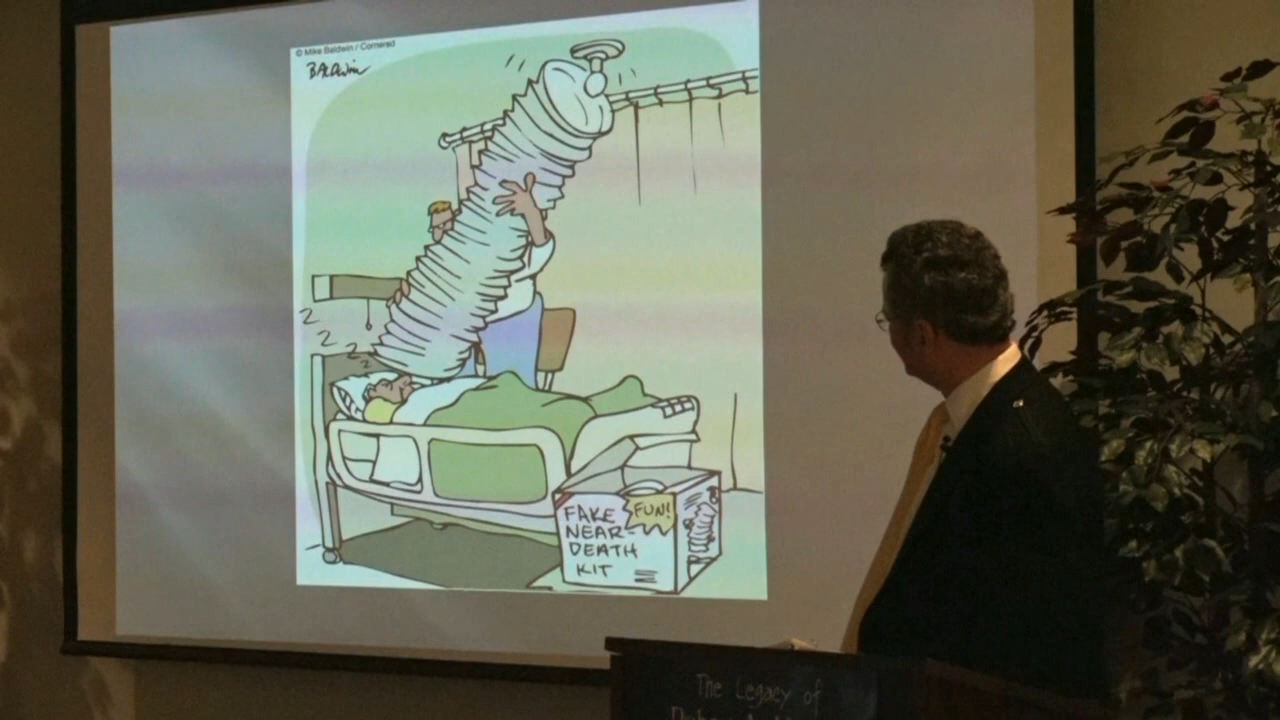 © Mike Baldwin / Cornered
BALDWIN
Z
Z
Z
Z
Z
FAKE
NEAR-
DEATH
KIT
FUN!
The Legacy of